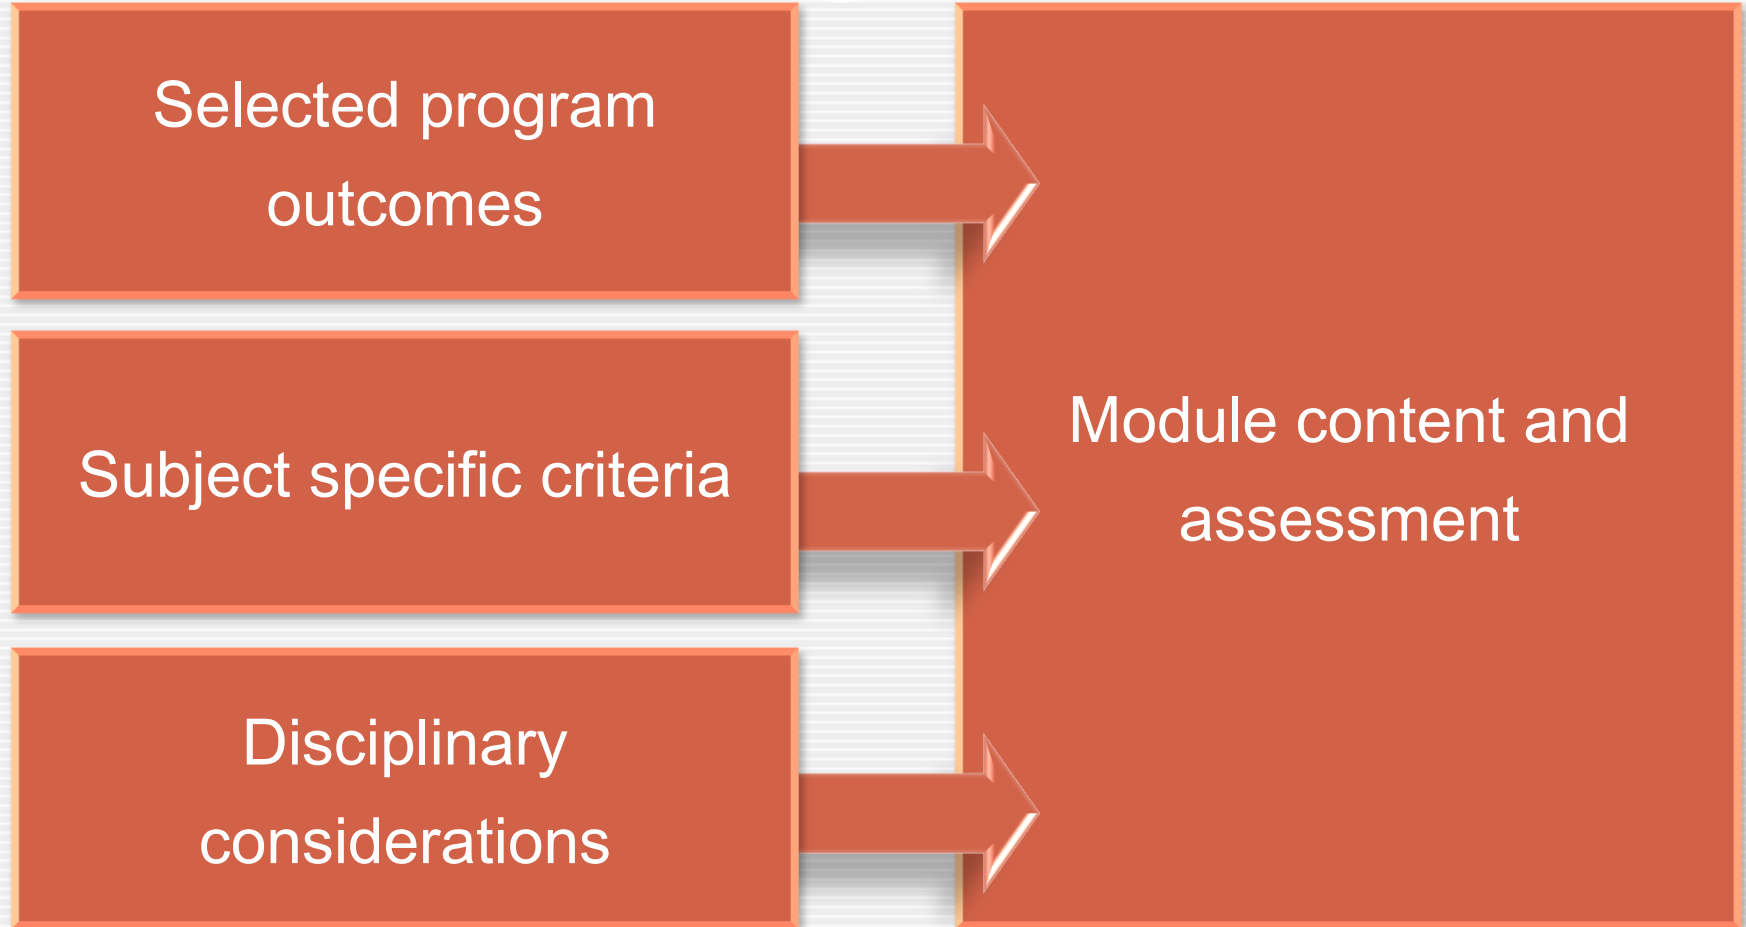 Selected program
outcomes
Subject specific criteria
Disciplinary
considerations
Module content and
assessment